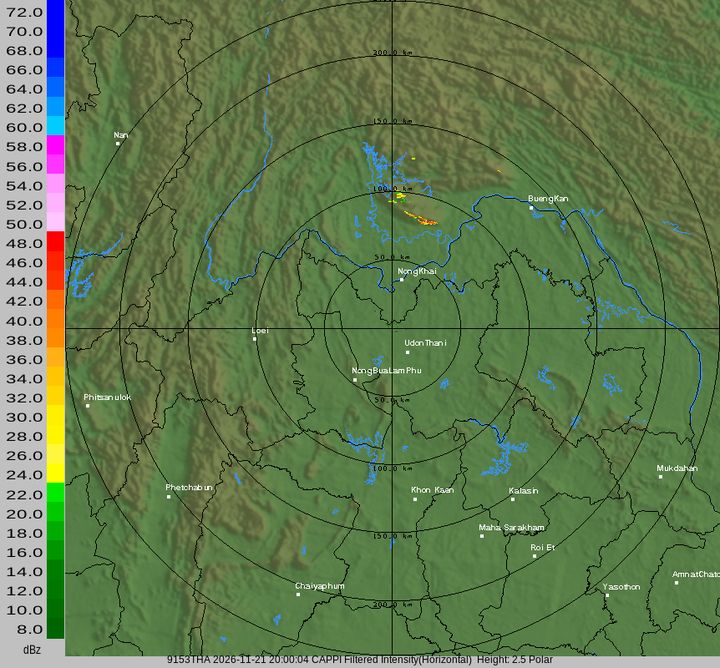 72.0
70.0
68.0
66.0
64.0
62.0
60.0
58.0
56.0
54.0
52.0
50.0
48.0
46.0
44.0
42.0
40.0
38.0
36.0
34.0
32.0
30.0
28.0
26.0
24.0
22.0
20.0
18.0
16.0
14.0
12.0
10.0
8.0
dBz
200.0 km
150.0 km
100.0 km
50.0 km
50.0 km
100.0 km
150.0 km
200.0 km
Nan
BuengKan
NongKhai
Loei
UdonThani
NongBuaLamPhu
Phitsanulok
Mukdahan
Phetchabun
Khon Kaen
Kalasin
Maha Sarakham
Roi Et
AmnatCharo
Chaiyaphum
Yasothon
9153THA 2026-11-21 20:00:04 CAPPI Filtered Intensity(Horizontal) Height: 2.5 Polar